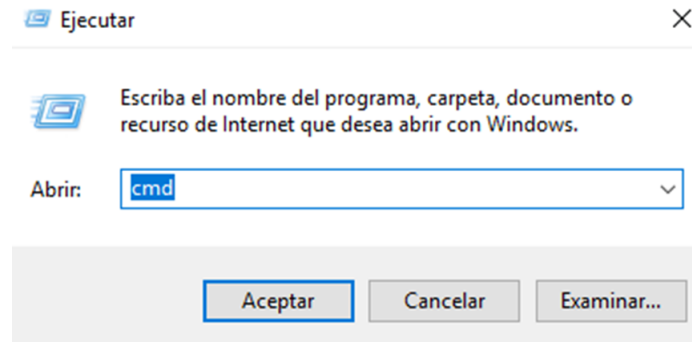 Ejecutar
Escriba el nombre del programa, carpeta, documento o
recurso de Internet que desea abrir con Windows.
Abrir: cmd
Aceptar Cancelar Examinar...